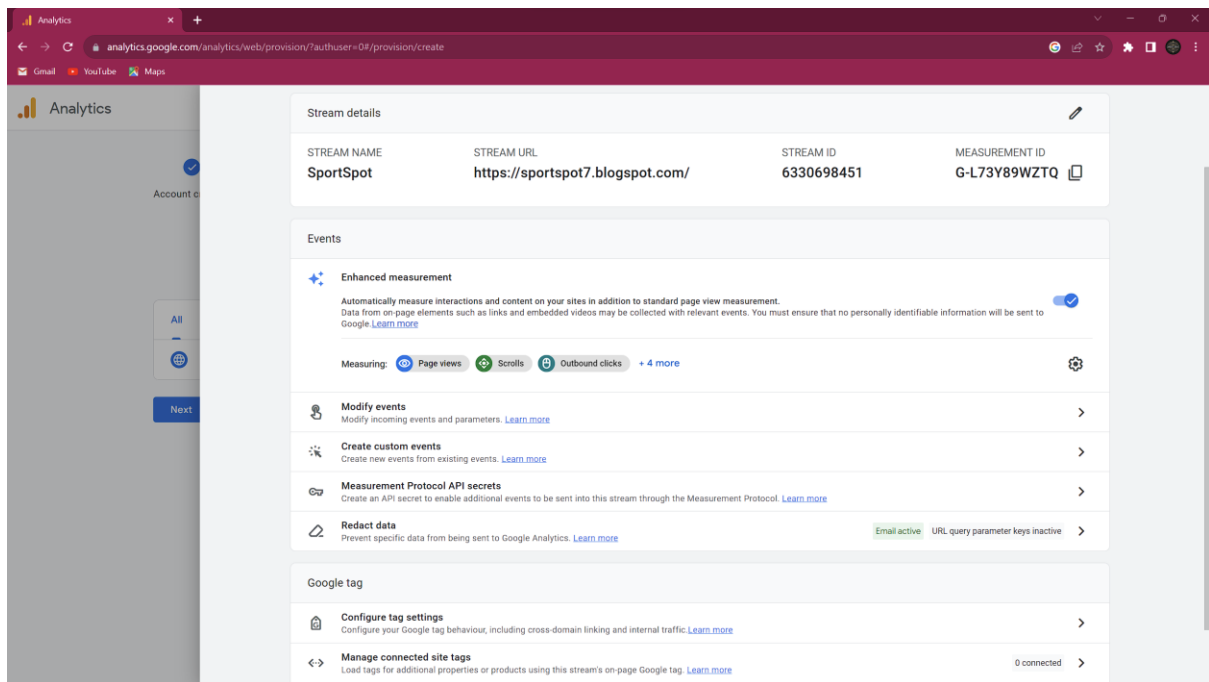 Analytics
analytics.google.com/analytics/web/provision/?authuser=0#/provision/create
Gmail YouTube Maps
Analytics
Account c
All
Next
Stream details
STREAM NAME STREAM URL STREAM ID MEASUREMENT ID
SportSpot https://sportspot7.blogspot.com/ 6330698451 G-L73Y89WZTQ
Events
Enhanced measurement
Automatically measure interactions and content on your sites in addition to standard page view measurement.
Data from on-page elements such as links and embedded videos may be collected with relevant events. You must ensure that no personally identifiable information will be sent to
Google.Learn more
Measuring: Page views Scrolls Outbound clicks + 4 more
Modify events
Modify incoming events and parameters. Learn more
Create custom events
Create new events from existing events. Learn more
Measurement Protocol API secrets
Create an API secret to enable additional events to be sent into this stream through the Measurement Protocol. Learn more
Redact data
Prevent specific data from being sent to Google Analytics. Learn more
Email active URL query parameter keys inactive
Google tag
Configure tag settings
Configure your Google tag behaviour, including cross-domain linking and internal traffic.Learn more
Manage connected site tags
Load tags for additional properties or products using this stream's on-page Google tag. Learn more
0 connected